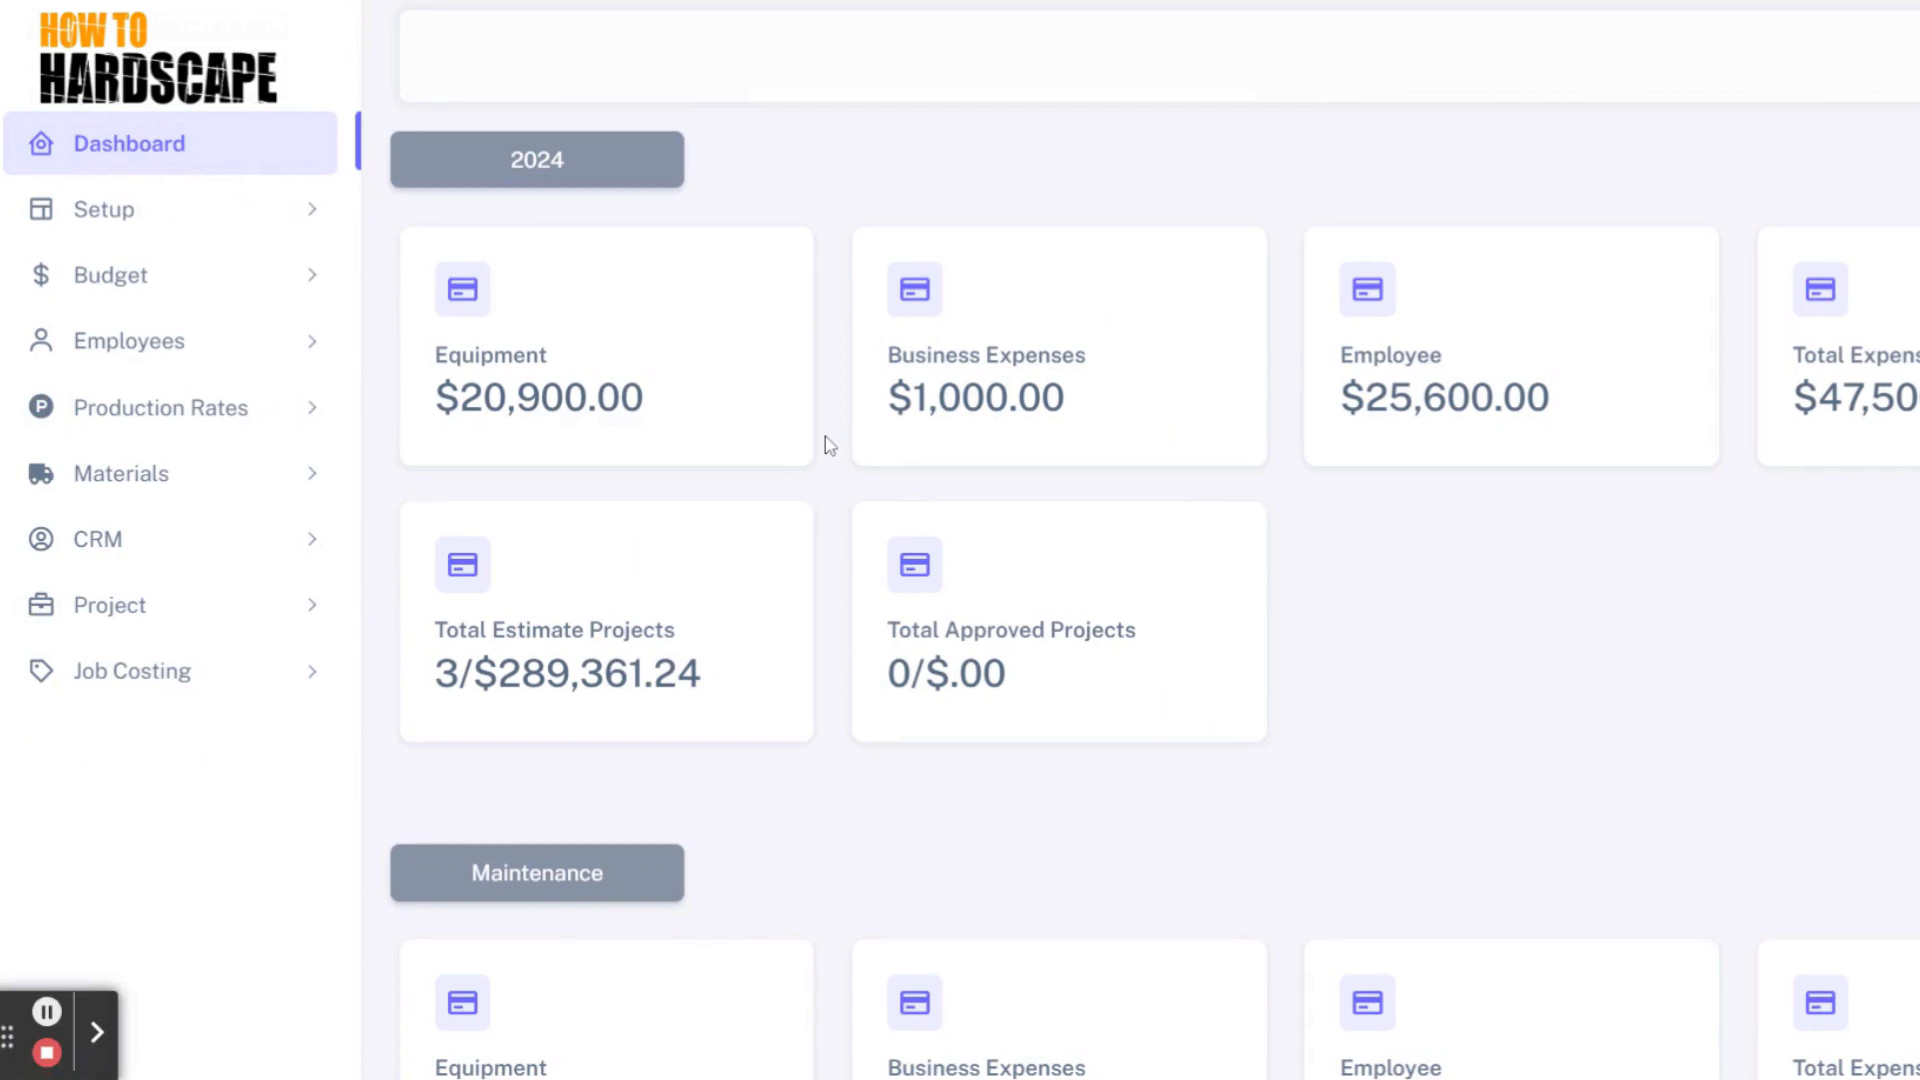 HOW TO
HARDSCAPE
Dashboard
Setup
Budget
Employees
Production Rates
Materials
CRM
Project
Job Costing
2024
Equipment
$20,900.00
Business Expenses
$1,000.00
Employee
$25,600.00
Total Expens
$47,50
Total Estimate Projects
3/$289,361.24
Total Approved Projects
0/$.00
Maintenance
Equipment
Business Expenses
Employee
Total Expens